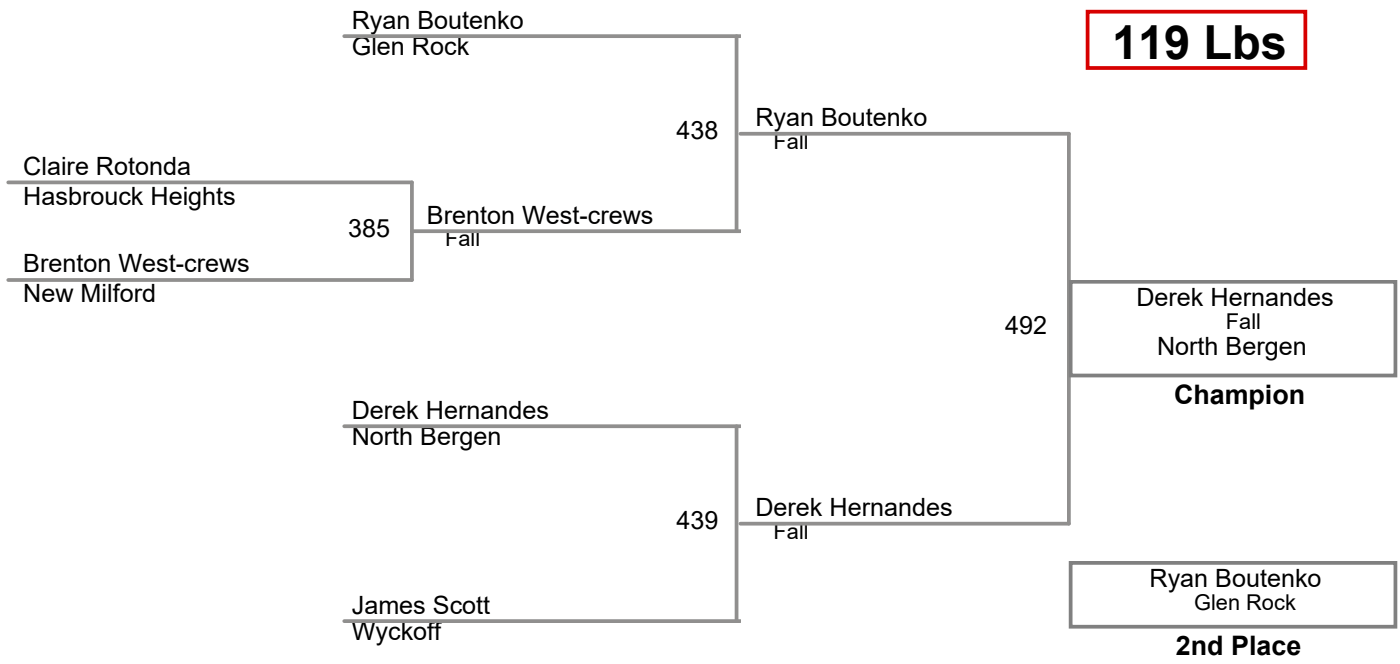 Ryan Boutenko
Glen Rock
119 Lbs
438
Ryan Boutenko
Fall
Claire Rotonda
Hasbrouck Heights
385
Brenton West-crews
Fall
Brenton West-crews
New Milford
492
Derek Hernandes
Fall
North Bergen
Champion
Derek Hernandes
North Bergen
439
Derek Hernandes
Fall
James Scott
Wyckoff
Ryan Boutenko
Glen Rock
2nd Place